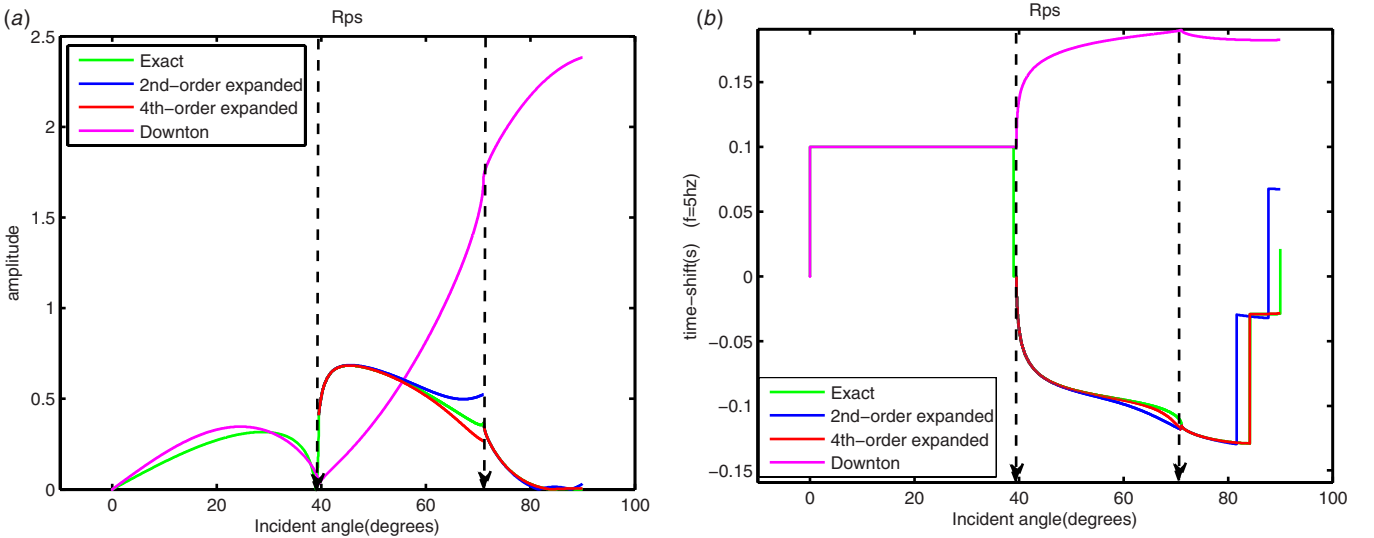 (a)
Rps
2.5
2
1.5
1
0.5
0
amplitude
Exact
2nd−order expanded
4th−order expanded
Downton
0 20 40 60 80 100
Incident angle(degrees)
(b)
Rps
0.15
0.10
0.05
0
−0.05
−0.1
−0.15
time−shift(s) (f=5hz)
Exact
2nd−order expanded
4th−order expanded
Downton
0 20 40 60 80 100
Incident angle(degrees)